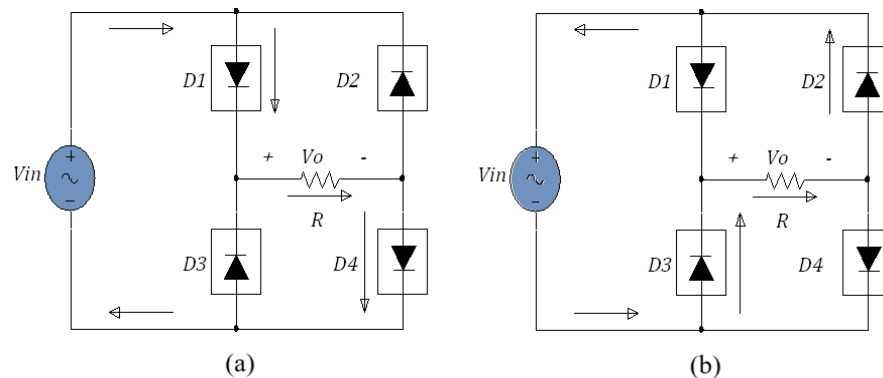 D1
D2
Vin
+
−
+ Vo -
R
D3
D4
(a)
D1
D2
Vin
+
−
+ Vo -
R
D3
D4
(b)